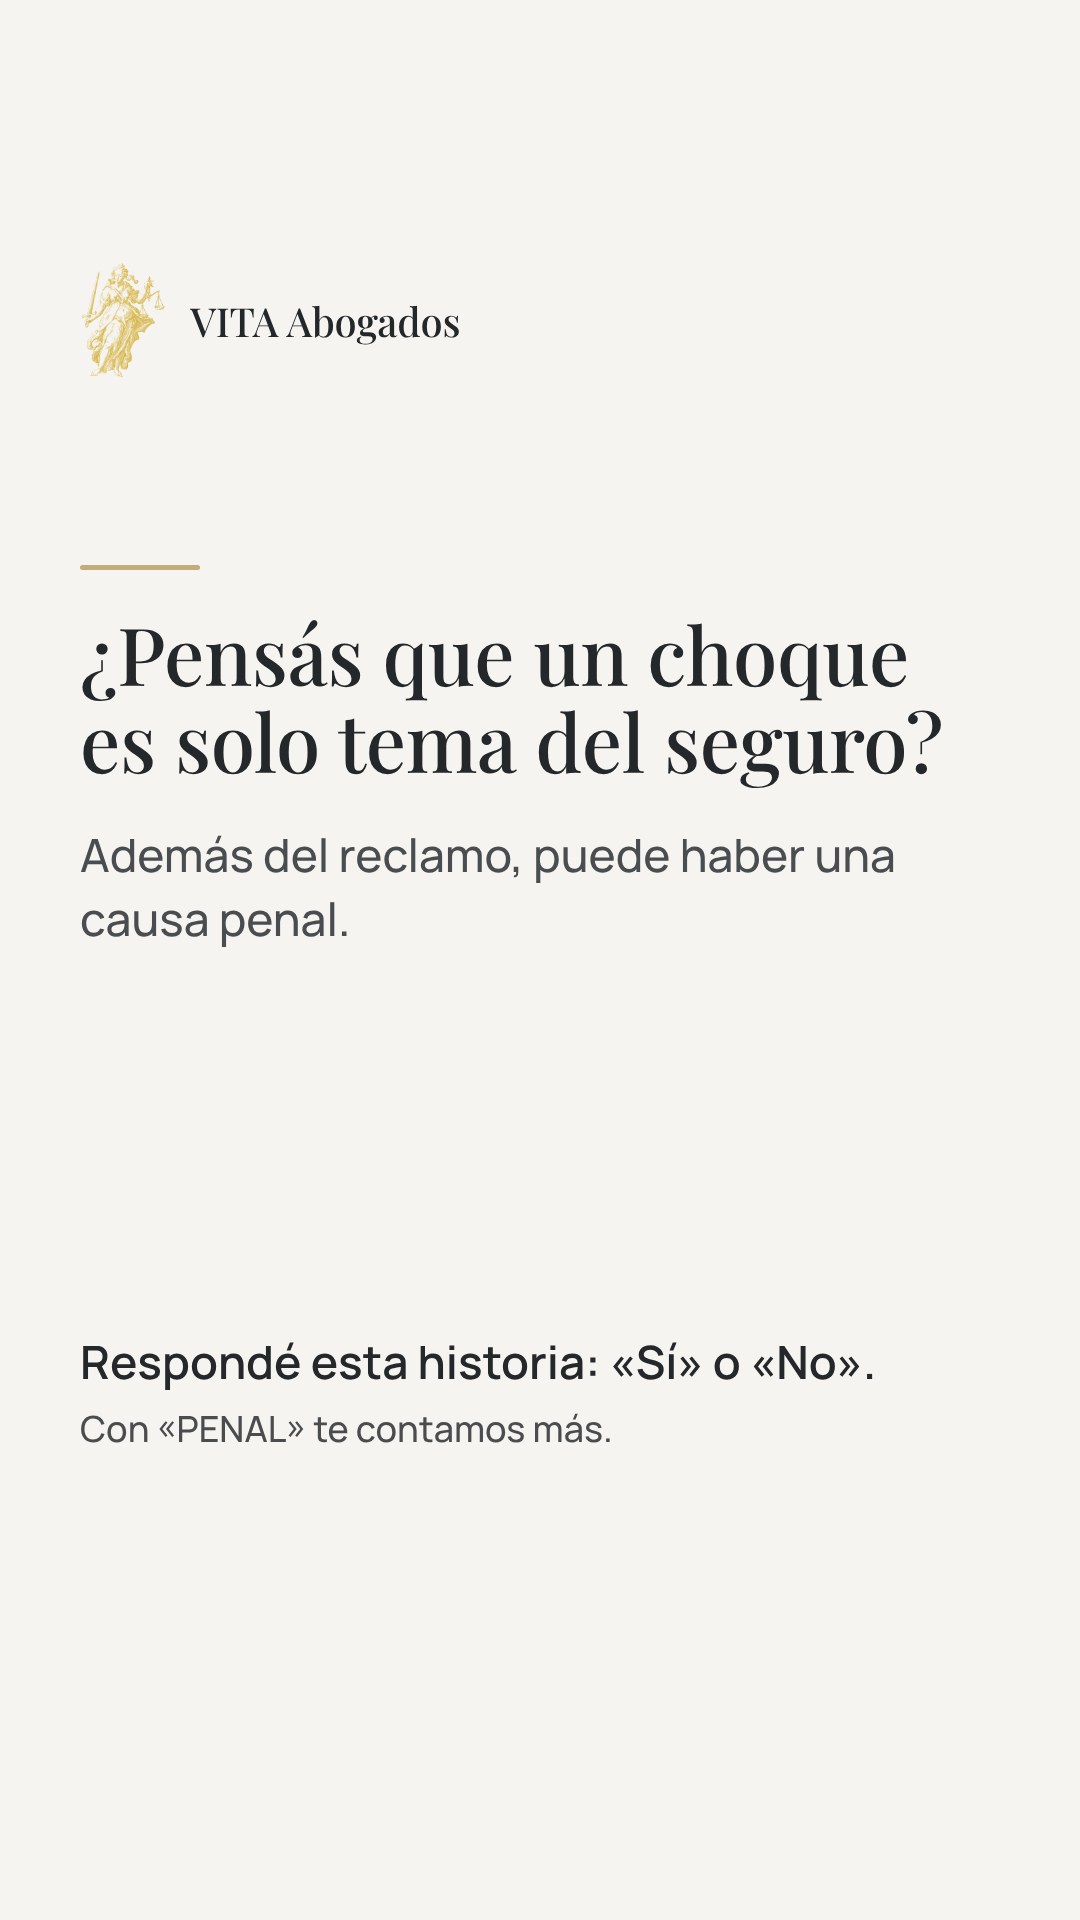 VITA Abogados
¿Pensás que un choque
es solo tema del seguro?
Además del reclamo, puede haber una
causa penal.
Respondé esta historia: «Sí» o «No».
Con «PENAL» te contamos más.